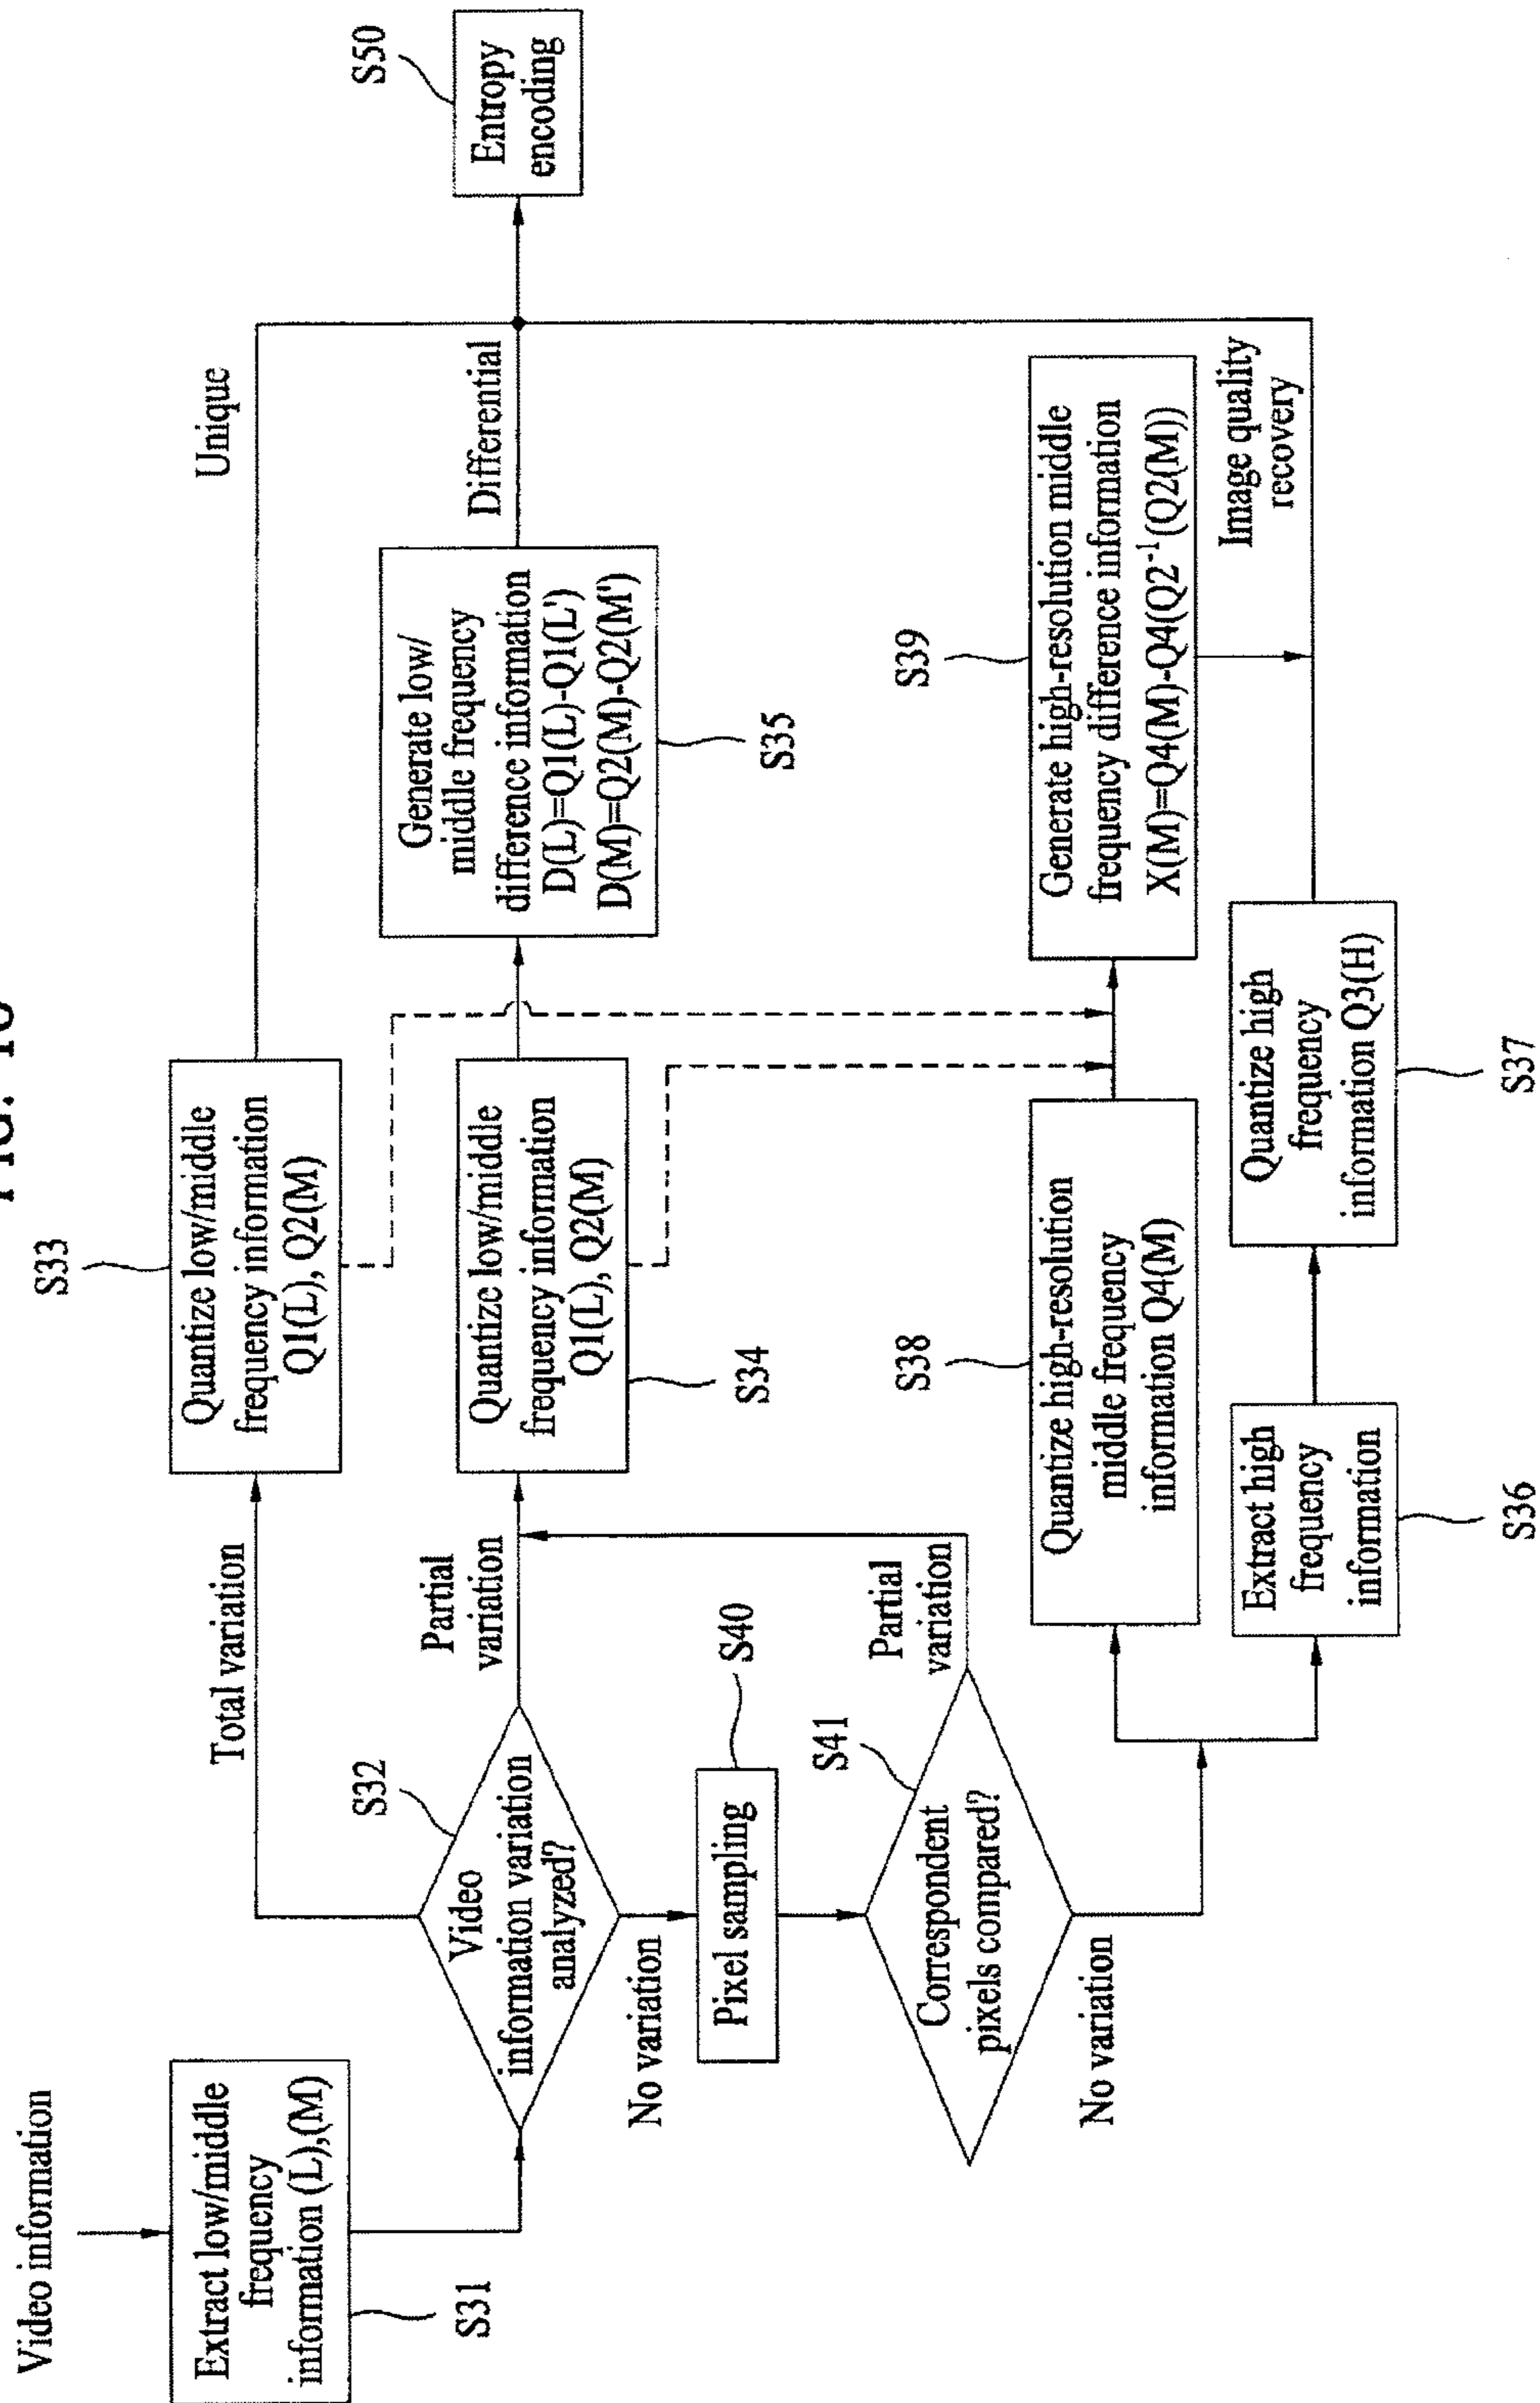 FIG.
Video information
Extract low/middle
frequency
information (L),(M)
S31
Video
information variation
analyzed?
S32
Total variation
Partial
variation
No variation
Pixel sampling
S40
Correspondent
pixels compared?
S41
Partial
variation
No variation
S33
Quantize low/middle
frequency information
Q1(L), Q2(M)
Quantize low/middle
frequency information
Q1(L), Q2(M)
S34
S38
Quantize high-resolution
middle frequency
information Q4(M)
Extract high
frequency
information
S36
Quantize high
frequency
information Q3(H)
S37
Generate low/
middle frequency
difference information
D(L)=Q1(L)-Q1(L')
D(M)=Q2(M)-Q2(M')
S35
S39
Generate high-resolution middle
frequency difference information
X(M)=Q4(M)-Q4(Q2⁻¹(Q2(M))
Unique
Differential
Image quality
recovery
Entropy
encoding
S50